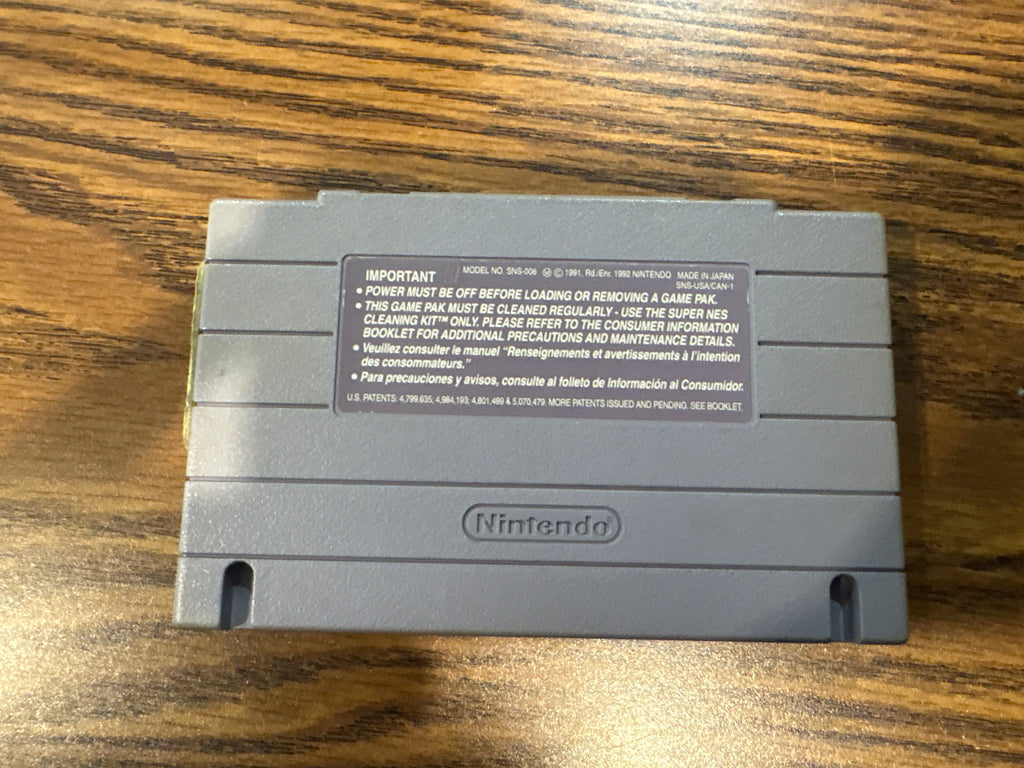 IMPORTANT MODEL NO. SNS-006 Ⓜ © 1991, Rd./Enr. 1992 NINTENDO MADE IN JAPAN
SNS-USA/CAN-1
• POWER MUST BE OFF BEFORE LOADING OR REMOVING A GAME PAK.
• THIS GAME PAK MUST BE CLEANED REGULARLY - USE THE SUPER NES
CLEANING KIT™ ONLY. PLEASE REFER TO THE CONSUMER INFORMATION
BOOKLET FOR ADDITIONAL PRECAUTIONS AND MAINTENANCE DETAILS.
• Veuillez consulter le manuel "Renseignements et avertissements à l'intention
des consommateurs."
• Para precauciones y avisos, consulte al folleto de Información al Consumidor.
U.S. PATENTS: 4,799,635; 4,984,193; 4,801,489 & 5,070,479. MORE PATENTS ISSUED AND PENDING. SEE BOOKLET.
Nintendo®